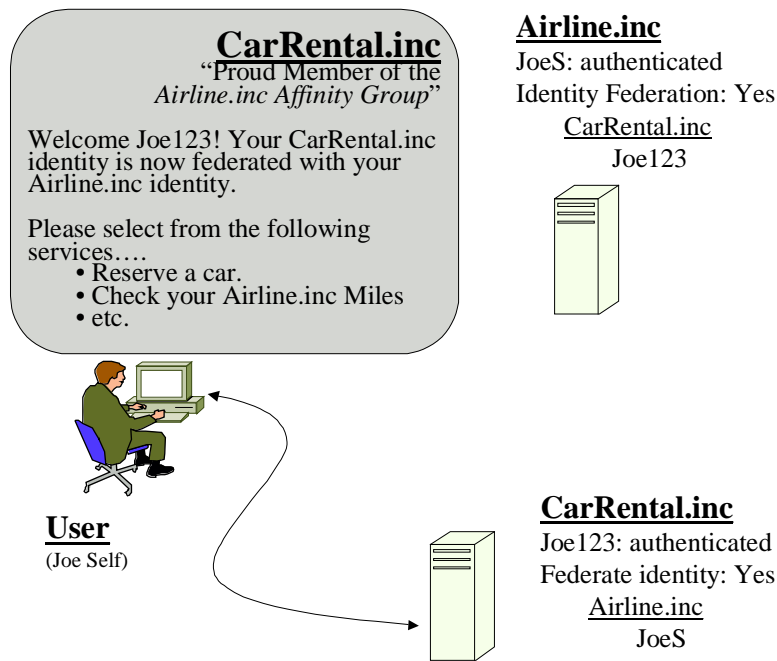 CarRental.inc
“Proud Member of the
Airline.inc Affinity Group”
Welcome Joe123! Your CarRental.inc
identity is now federated with your
Airline.inc identity.
Please select from the following
services….
• Reserve a car.
• Check your Airline.inc Miles
• etc.
Airline.inc
JoeS: authenticated
Identity Federation: Yes
CarRental.inc
Joe123
User
(Joe Self)
CarRental.inc
Joe123: authenticated
Federate identity: Yes
Airline.inc
JoeS